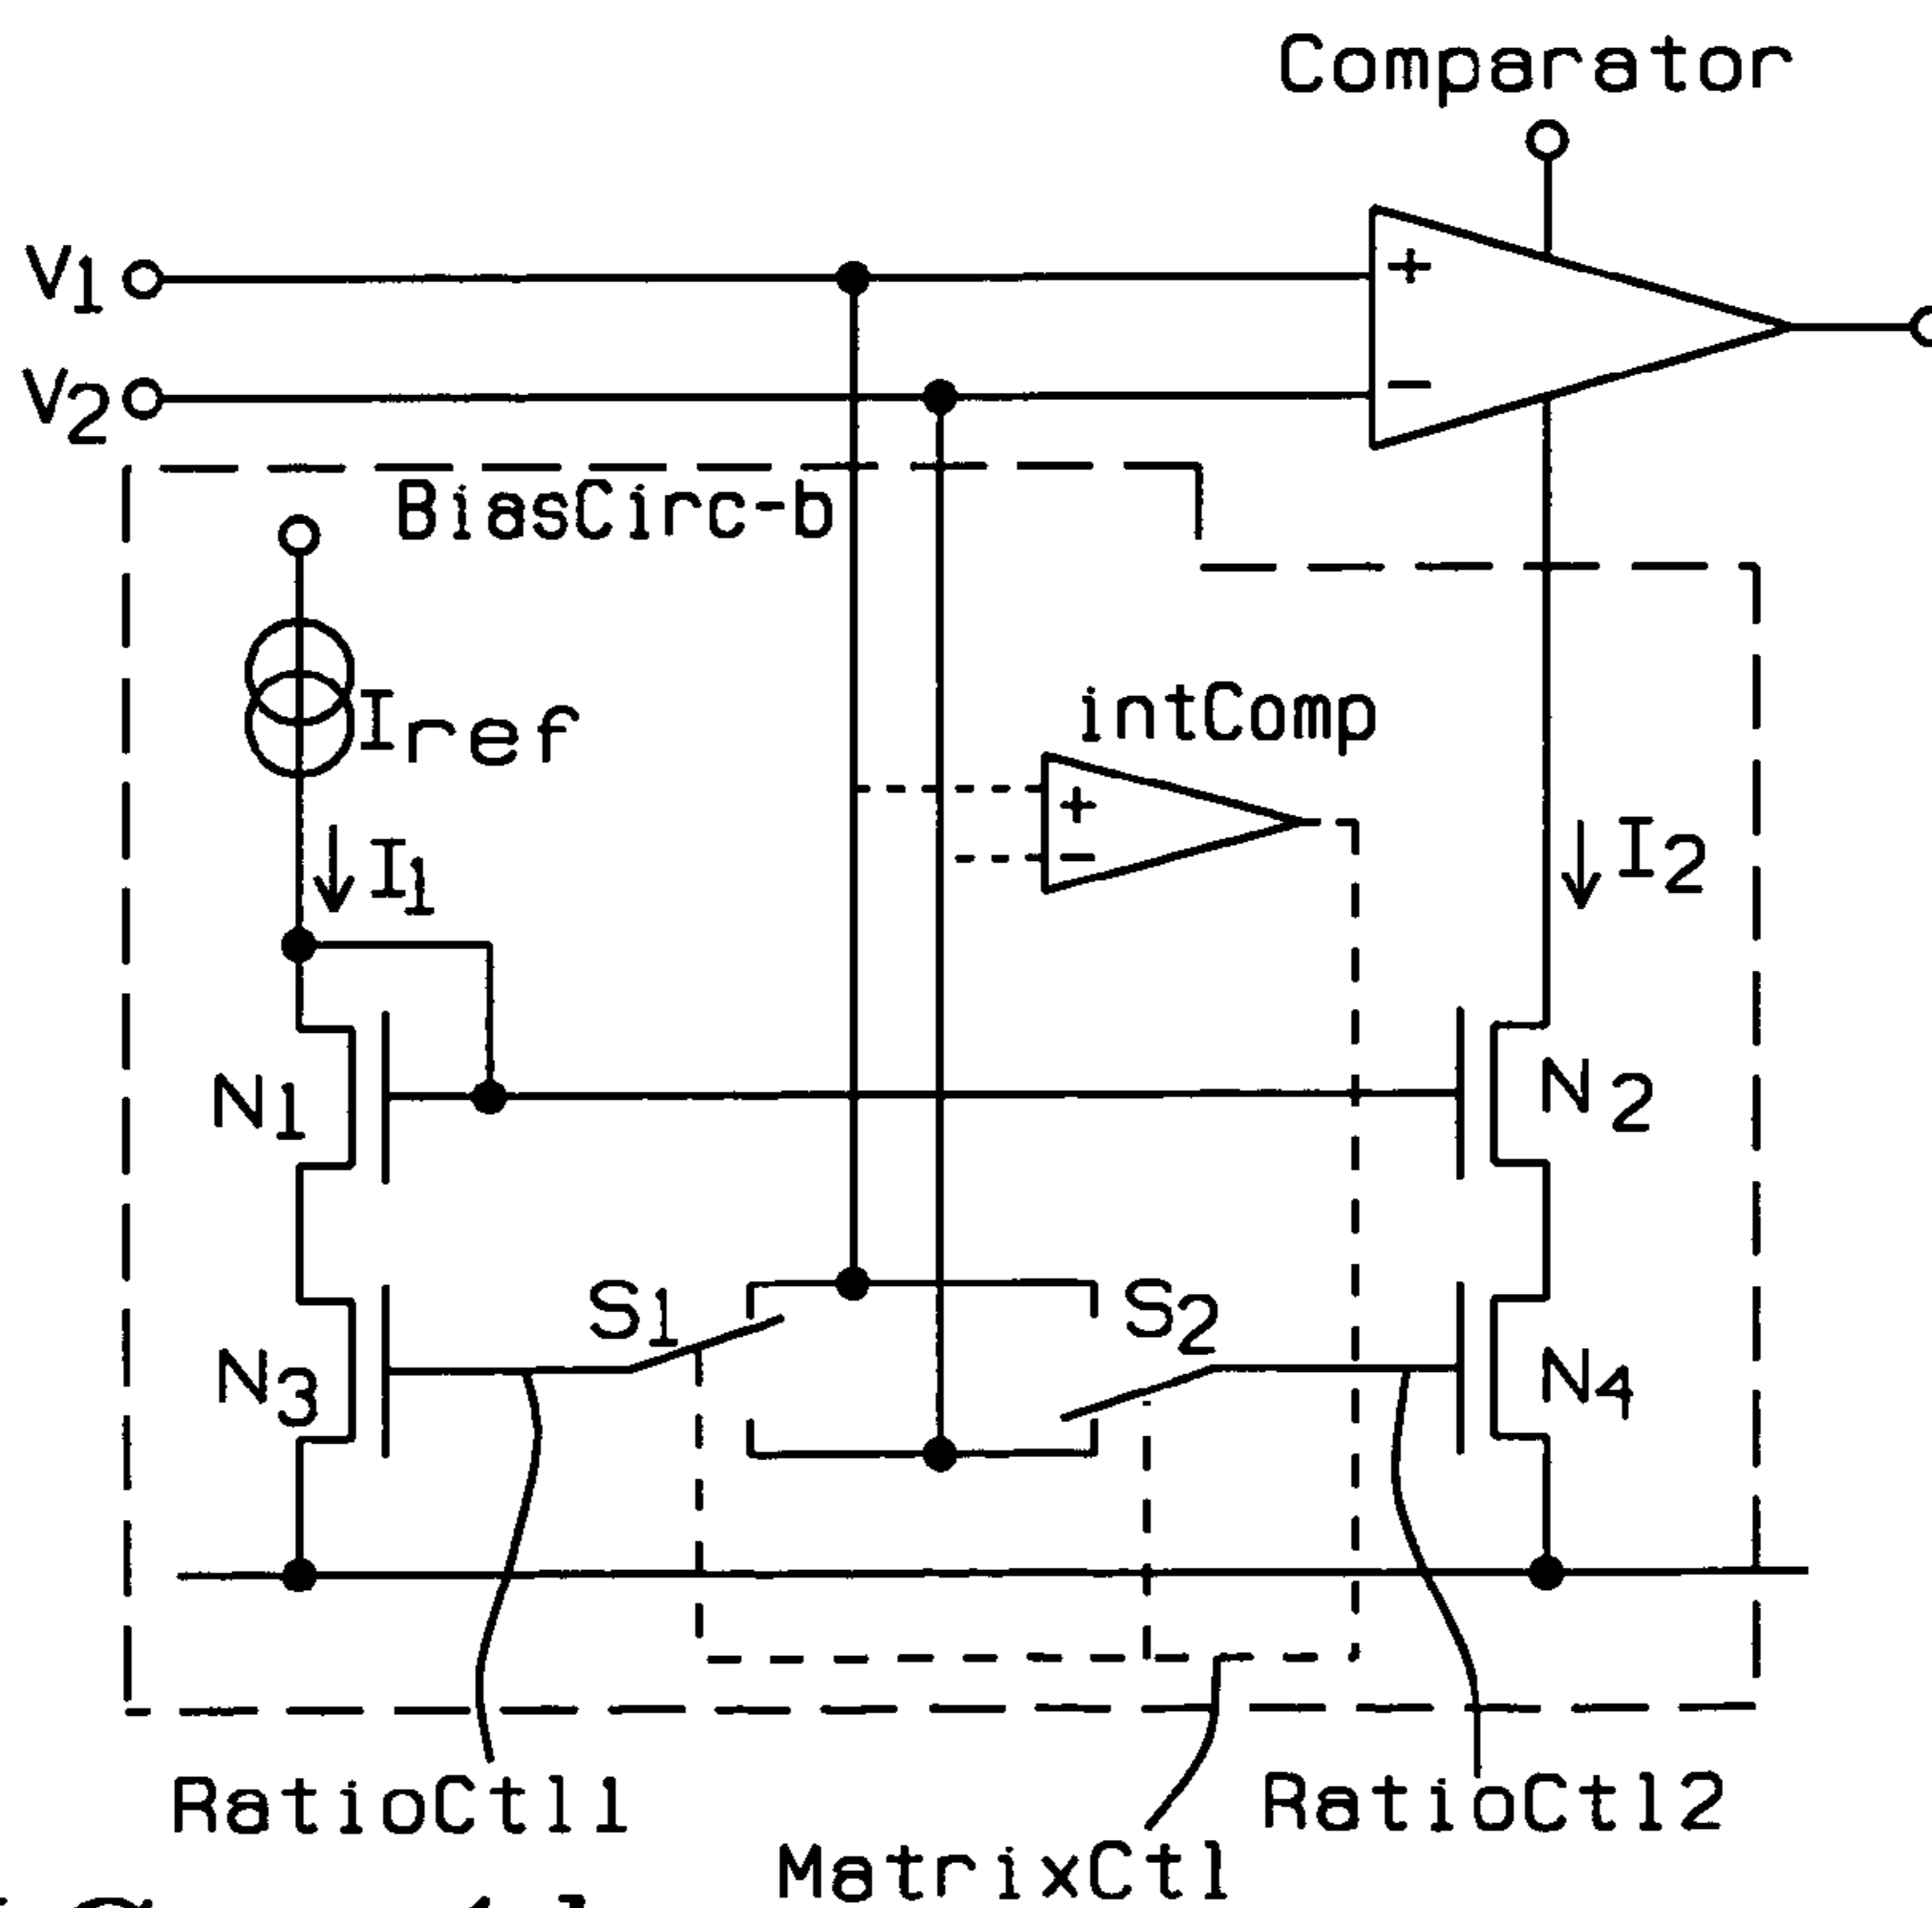 Comparator
V1
+
V2
−
BiasCirc-b
Iref
intComp
+
−
I1
I2
N1
N2
S1
S2
N3
N4
RatioCtl1
RatioCtl2
MatrixCtl